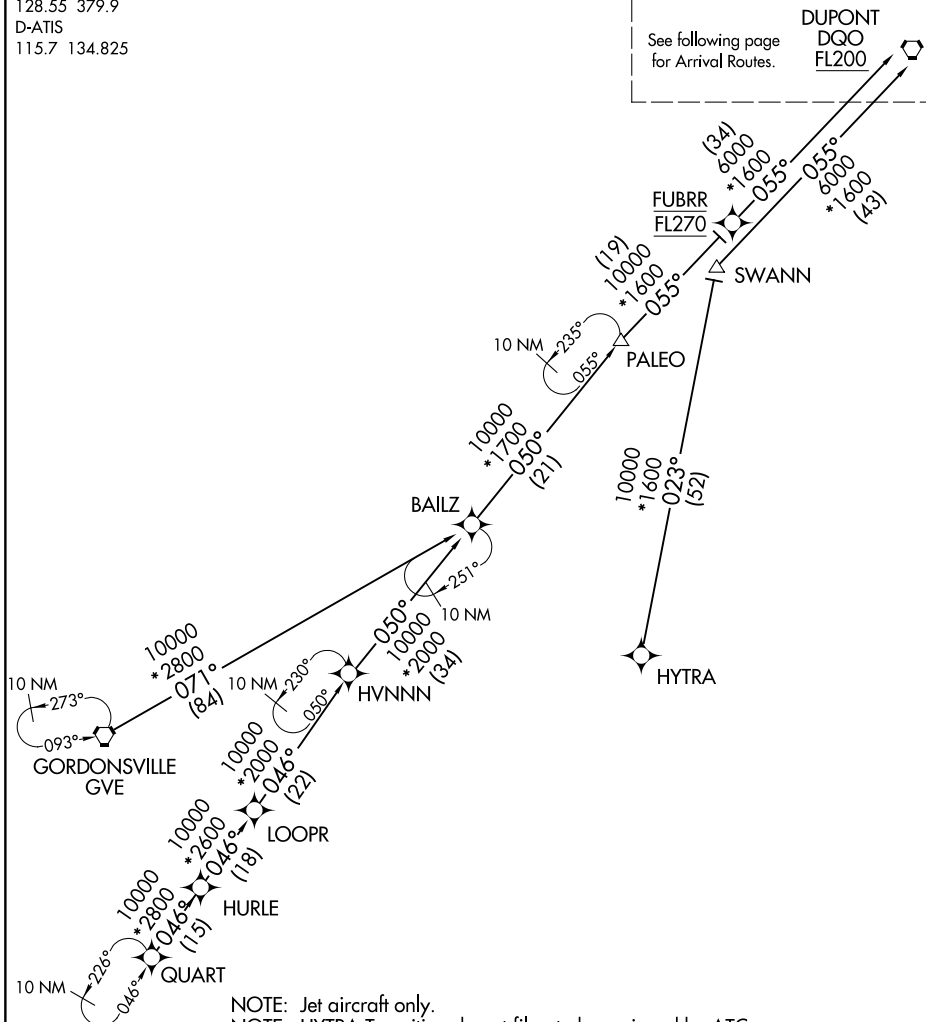 128.55 379.9
D-ATIS
115.7 134.825
See following page
for Arrival Routes.
DUPONT
DQO
FL200
(34)
6000
*1600
055°
055°
6000
*1600
(43)
FUBRR
FL270
SWANN
(19)
10000
*1600
055°
10 NM
235°
055°
PALEO
10000
*1700
050°
(21)
10000
*1600
023°
(52)
BAILZ
251°
10 NM
050°
10000
*2000
(34)
HYTRA
10000
*2800
071°
(84)
10 NM
230°
050°
HVNNN
10 NM
273°
093°
GORDONSVILLE
GVE
10000
*2000
046°
(22)
LOOPR
10000
*2600
046°
(18)
HURLE
10000
*2800
046°
(15)
QUART
10 NM
226°
046°
NOTE: Jet aircraft only.